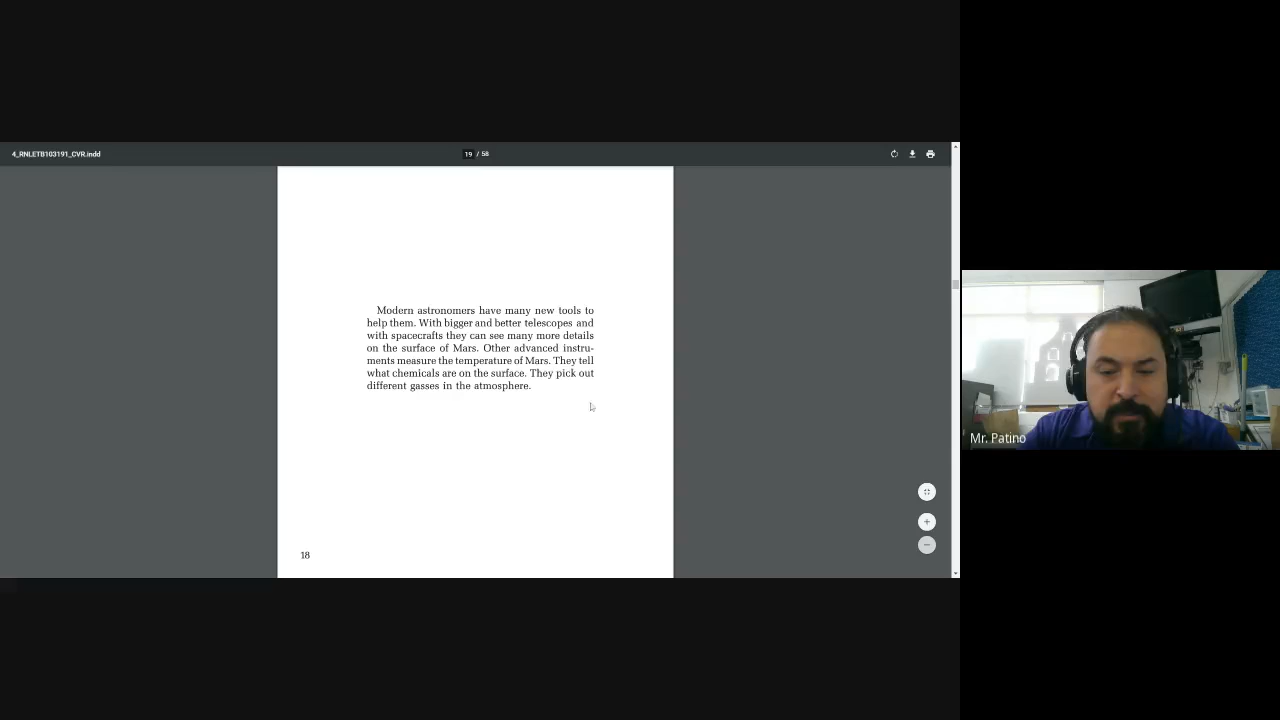 4_RNLETB103191_CVR.indd
19 / 58
Modern astronomers have many new tools to
help them. With bigger and better telescopes and
with spacecrafts they can see many more details
on the surface of Mars. Other advanced instru-
ments measure the temperature of Mars. They tell
what chemicals are on the surface. They pick out
different gasses in the atmosphere.
18
Mr. Patino